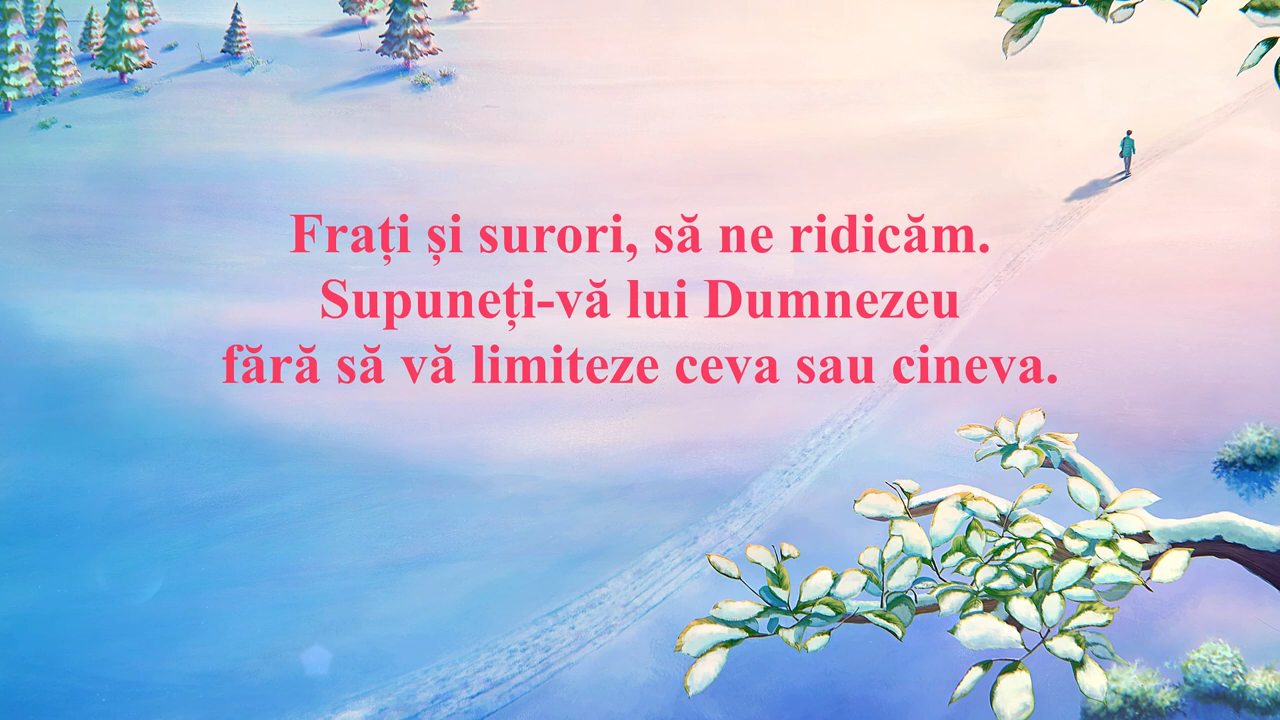 Frați și surori, să ne ridicăm.
Supuneți-vă lui Dumnezeu
fără să vă limiteze ceva sau cineva.